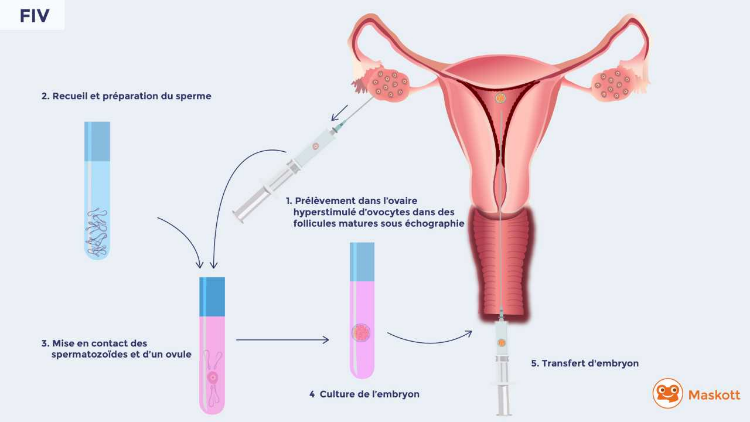 FIV
2. Recueil et préparation du sperme
1. Prélèvement dans l'ovaire
hyperstimulé d'ovocytes dans des
follicules matures sous échographie
3. Mise en contact des
spermatozoïdes et d'un ovule
4 Culture de l'embryon
5. Transfert d'embryon
Maskott